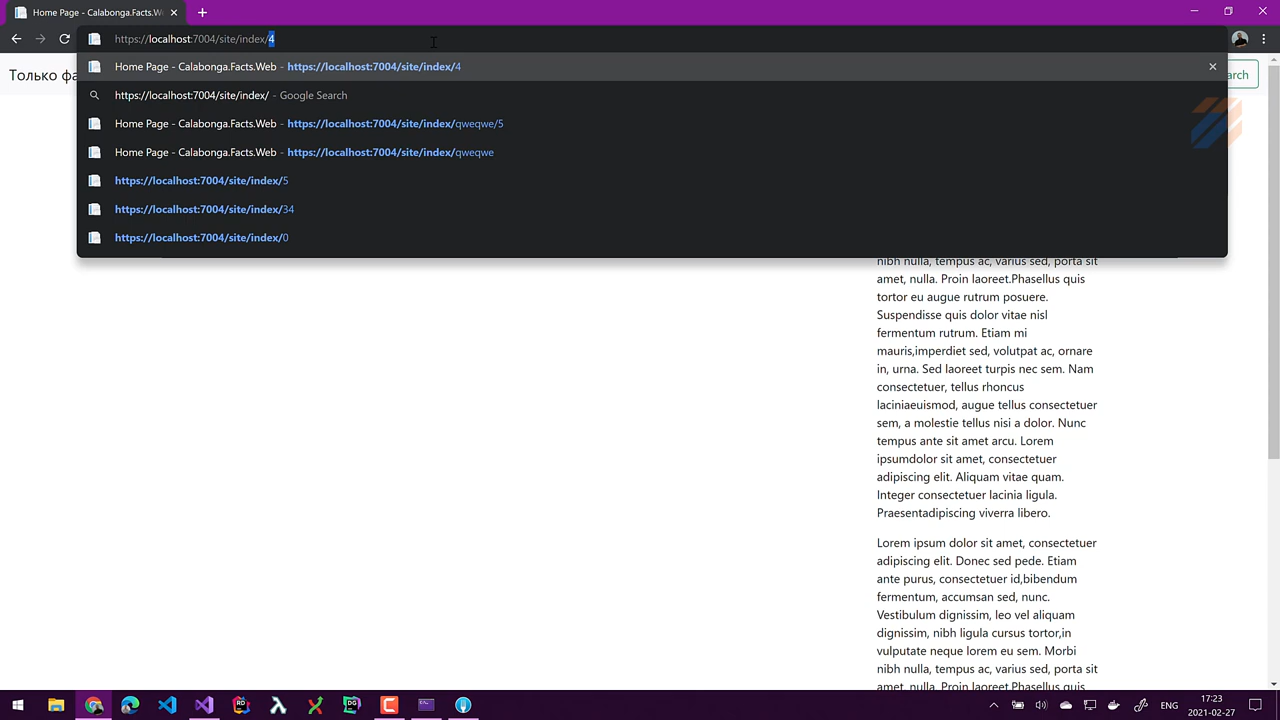 Home Page - Calabonga.Facts.We
https://localhost:7004/site/index/4
Home Page - Calabonga.Facts.Web - https://localhost:7004/site/index/4
https://localhost:7004/site/index/ - Google Search
Home Page - Calabonga.Facts.Web - https://localhost:7004/site/index/qweqwe/5
Home Page - Calabonga.Facts.Web - https://localhost:7004/site/index/qweqwe
https://localhost:7004/site/index/5
https://localhost:7004/site/index/34
https://localhost:7004/site/index/0
Только фа
arch
nibh nulla, tempus ac, varius sed, porta sit
amet, nulla. Proin laoreet.Phasellus quis
tortor eu augue rutrum posuere.
Suspendisse quis dolor vitae nisl
fermentum rutrum. Etiam mi
mauris,imperdiet sed, volutpat ac, ornare
in, urna. Sed laoreet turpis nec sem. Nam
consectetuer, tellus rhoncus
laciniaeuismod, augue tellus consectetuer
sem, a molestie tellus nisi a dolor. Nunc
tempus ante sit amet arcu. Lorem
ipsumdolor sit amet, consectetuer
adipiscing elit. Aliquam vitae quam.
Integer consectetuer lacinia ligula.
Praesentadipiscing viverra libero.
Lorem ipsum dolor sit amet, consectetuer
adipiscing elit. Donec sed pede. Etiam
ante purus, consectetuer id,bibendum
fermentum, accumsan sed, nunc.
Vestibulum dignissim, leo vel aliquam
dignissim, nibh ligula cursus tortor,in
vulputate neque lorem eu sem. Morbi
nibh nulla, tempus ac, varius sed, porta sit
amet, nulla. Proin laoreet.Phasellus quis
RD
DG
ENG
17:23
2021-02-27